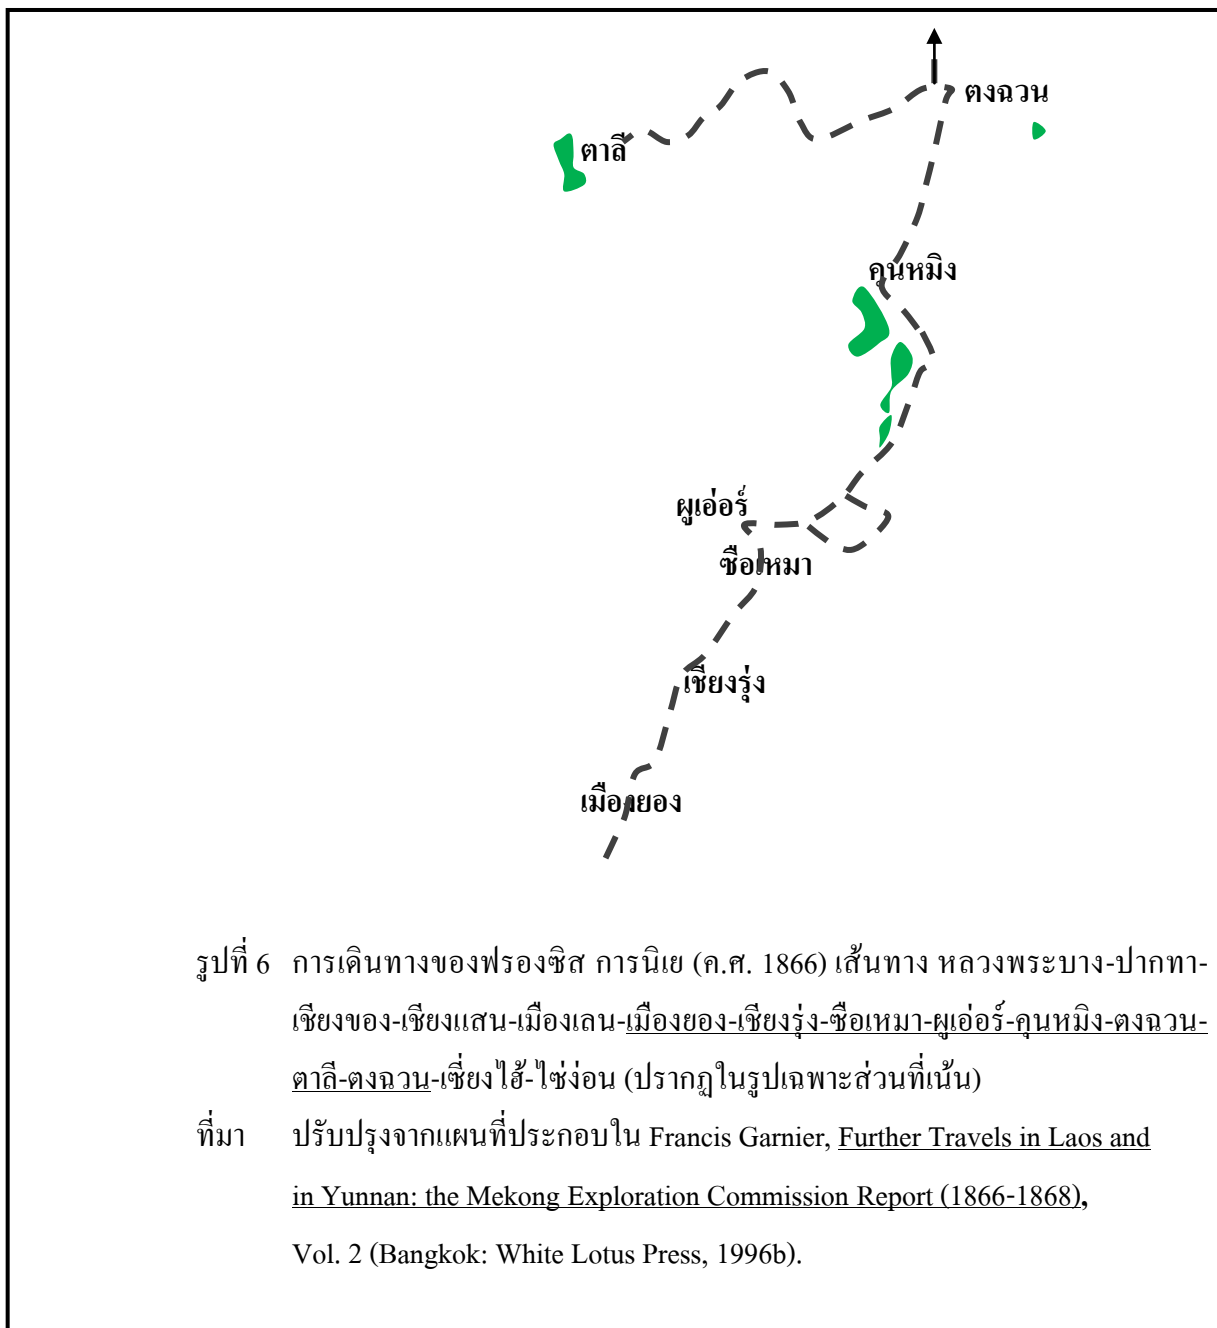 ตงฉวน
ตาลี
คุนหมิง
ผูเอ่อร์
ซือเหมา
เชียงรุ่ง
เมืองยอง
รูปที่ 6 การเดินทางของฟรองซิส การนิเย (ค.ศ. 1866) เส้นทาง หลวงพระบาง-ปากทา-
เชียงของ-เชียงแสน-เมืองเลน-เมืองยอง-เชียงรุ่ง-ซือเหมา-ผูเอ่อร์-คุนหมิง-ตงฉวน-
ตาลี-ตงฉวน-เซี่ยงไฮ้-ไซ่ง่อน (ปรากฏในรูปเฉพาะส่วนที่เน้น)
ที่มา ปรับปรุงจากแผนที่ประกอบใน Francis Garnier, Further Travels in Laos and
in Yunnan: the Mekong Exploration Commission Report (1866-1868),
Vol. 2 (Bangkok: White Lotus Press, 1996b).